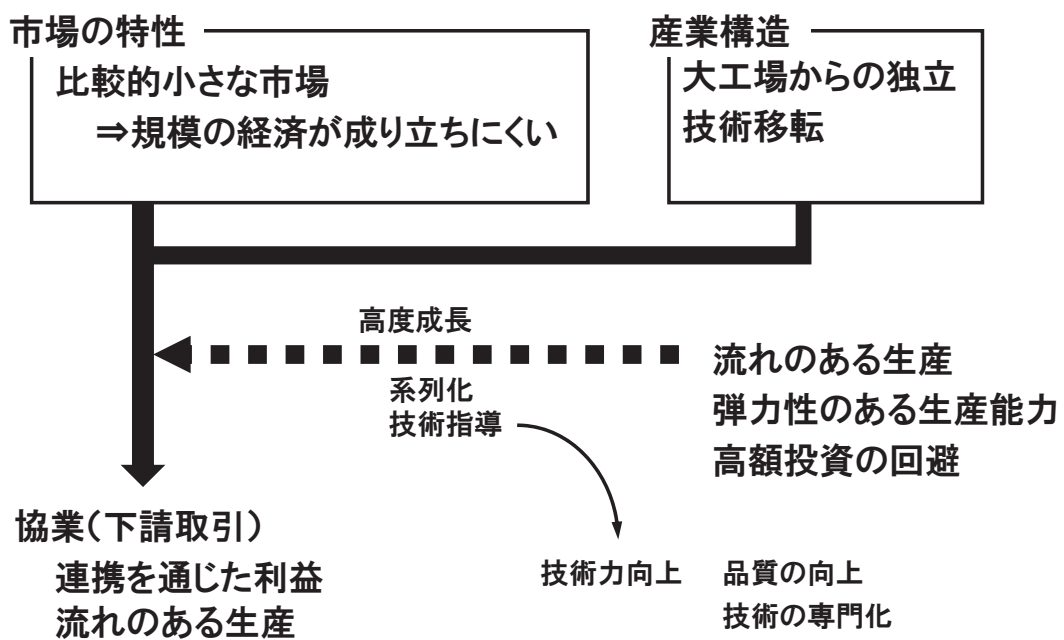 市場の特性
比較的小さな市場
⇒規模の経済が成り立ちにくい
産業構造
大工場からの独立
技術移転
高度成長
系列化
技術指導
流れのある生産
弾力性のある生産能力
高額投資の回避
協業(下請取引)
連携を通じた利益
流れのある生産
技術力向上 品質の向上
技術の専門化